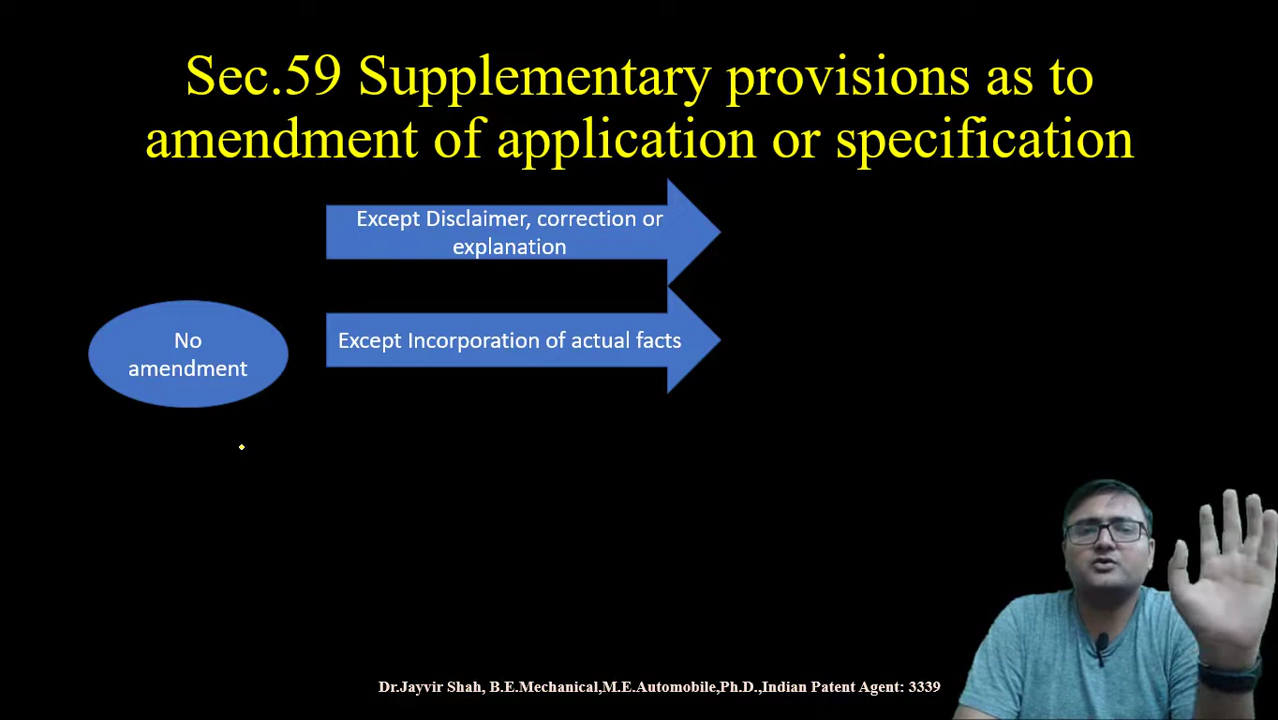 Sec.59 Supplementary provisions as to
amendment of application or specification
Except Disclaimer, correction or
explanation
Except Incorporation of actual facts
No
amendment
Dr.Jayvir Shah, B.E.Mechanical,M.E.Automobile,Ph.D.,Indian Patent Agent: 3339